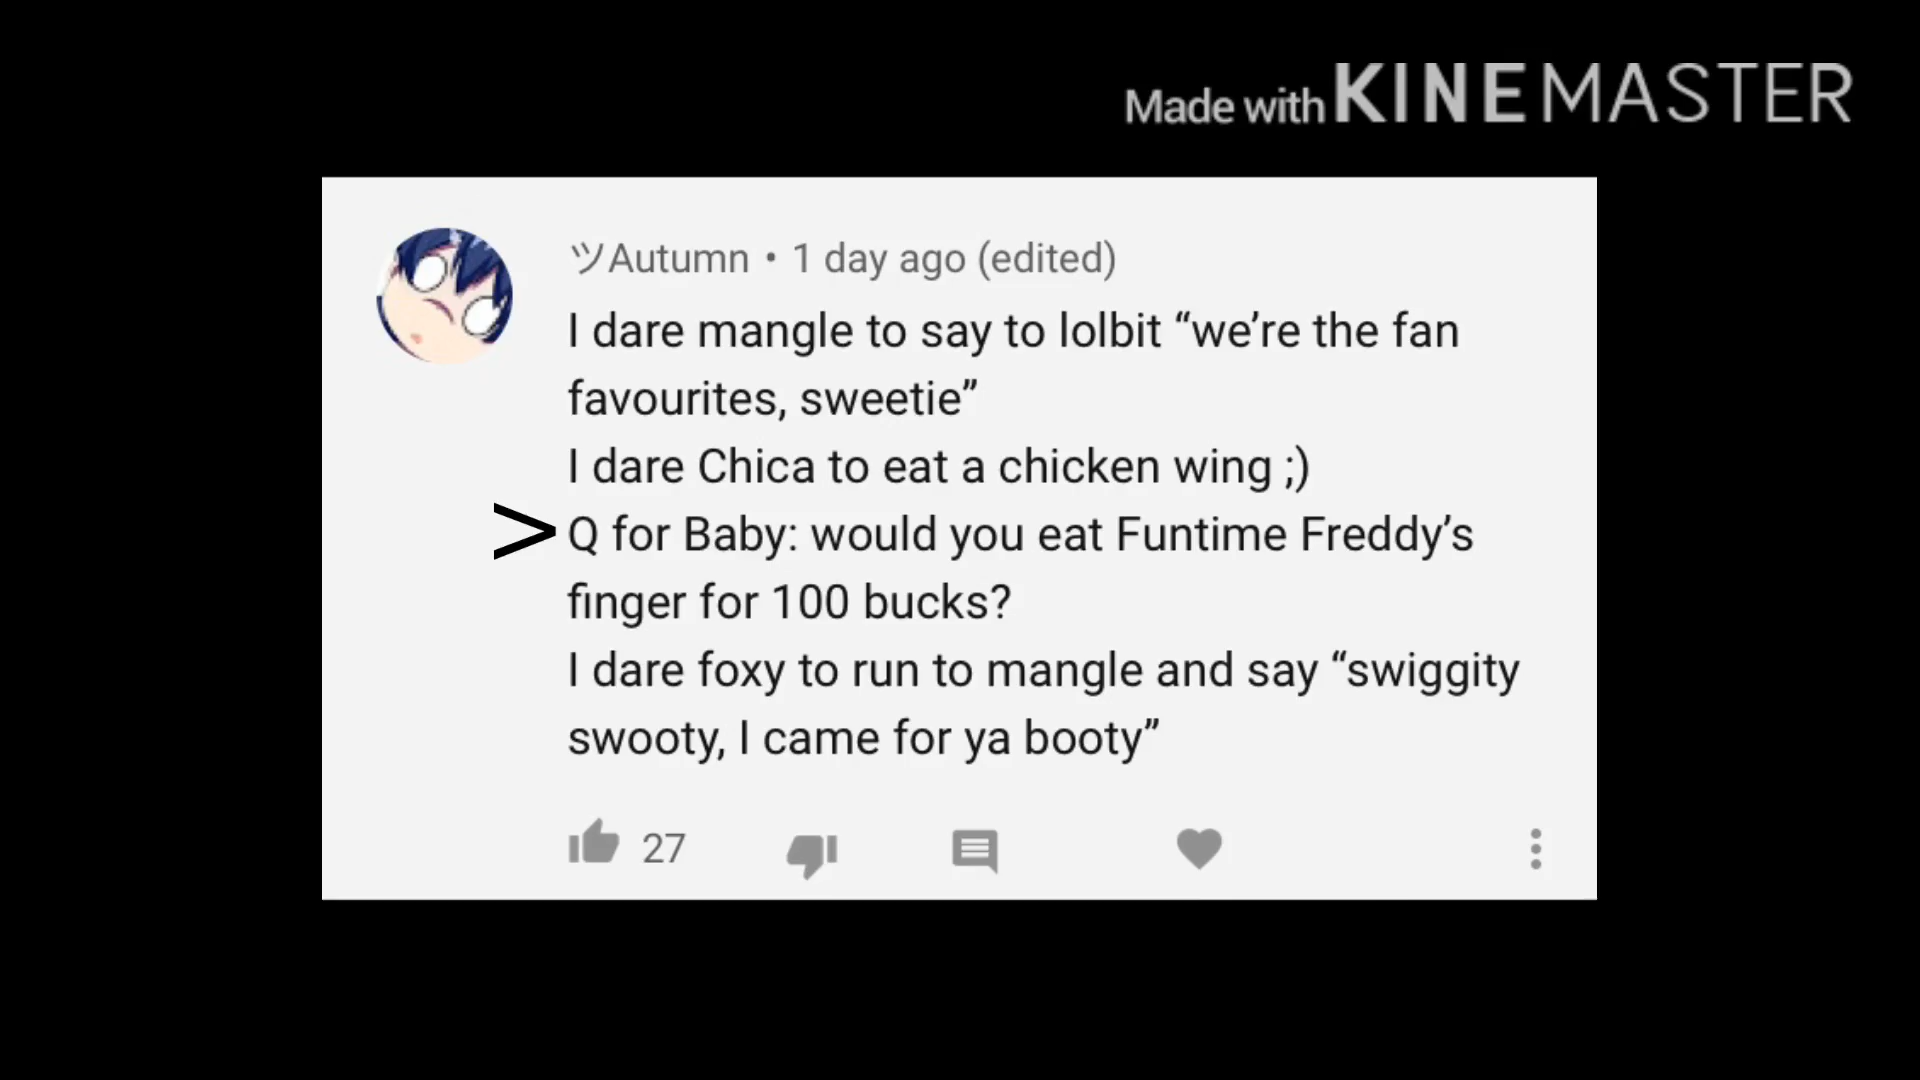 Made with KINEMASTER
ツAutumn • 1 day ago (edited)
I dare mangle to say to lolbit “we’re the fan
favourites, sweetie”
I dare Chica to eat a chicken wing ;)
> Q for Baby: would you eat Funtime Freddy’s
finger for 100 bucks?
I dare foxy to run to mangle and say “swiggity
swooty, I came for ya booty”
27